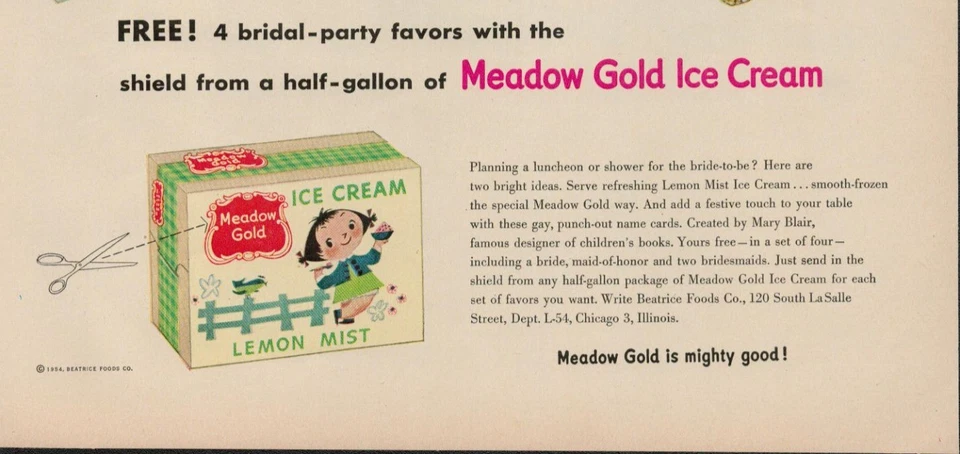 FREE! 4 bridal-party favors with the
shield from a half-gallon of Meadow Gold Ice Cream
Meadow
Gold
ICE CREAM
Meadow
Gold
LEMON MIST
© 1954, BEATRICE FOODS CO.
Planning a luncheon or shower for the bride-to-be? Here are
two bright ideas. Serve refreshing Lemon Mist Ice Cream...smooth-frozen
the special Meadow Gold way. And add a festive touch to your table
with these gay, punch-out name cards. Created by Mary Blair,
famous designer of children's books. Yours free—in a set of four—
including a bride, maid-of-honor and two bridesmaids. Just send in the
shield from any half-gallon package of Meadow Gold Ice Cream for each
set of favors you want. Write Beatrice Foods Co., 120 South La Salle
Street, Dept. L-54, Chicago 3, Illinois.
Meadow Gold is mighty good!